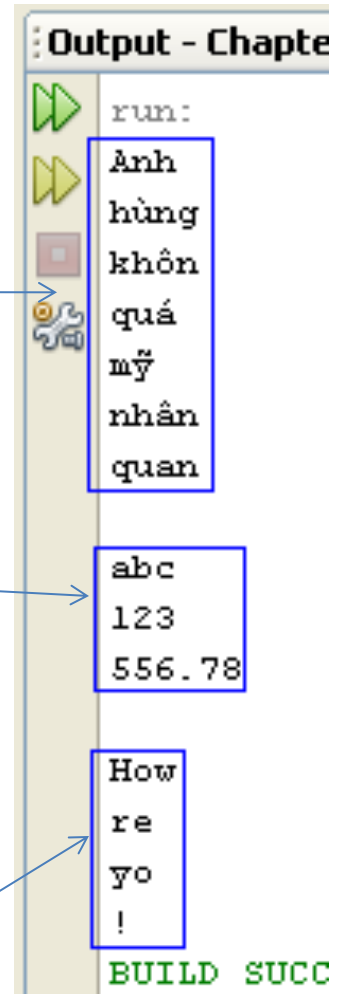 Output - Chapte
run:
Anh
hùng
khôn
quá
mỹ
nhân
quan
abc
123
556.78
How
re
yo
!
BUILD SUCC